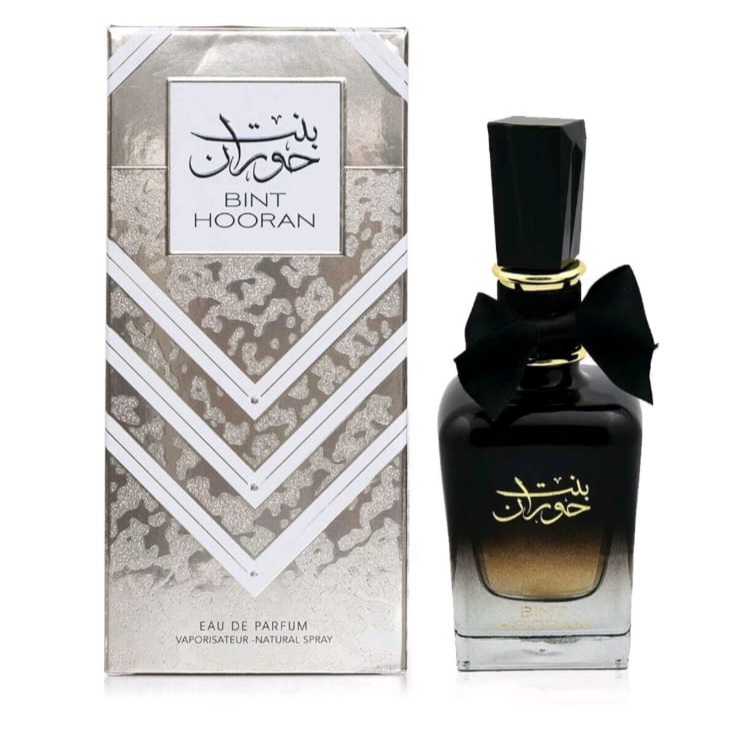 بنت
حوران
BINT
HOORAN
EAU DE PARFUM
VAPORISATEUR -NATURAL SPRAY
بنت
حوران
BINT
HOORAN